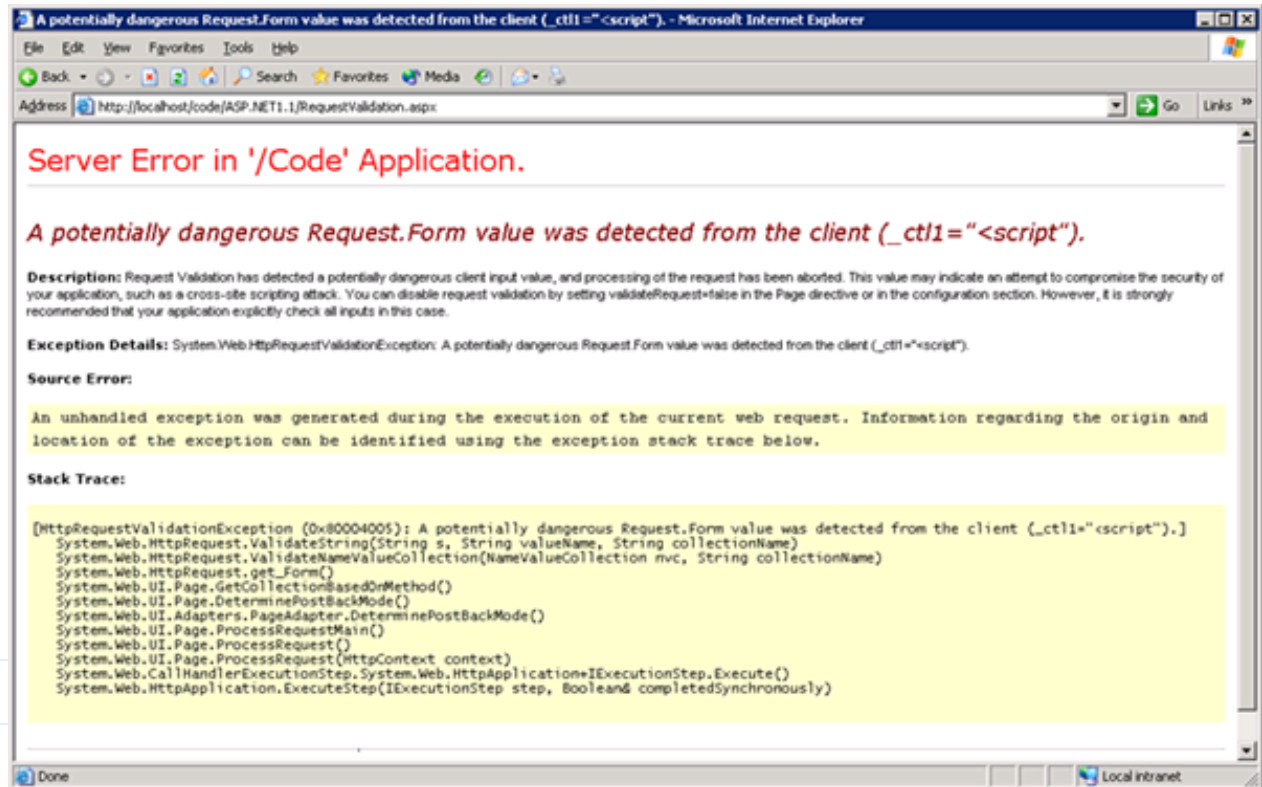 A potentially dangerous Request.Form value was detected from the client (_ctl1="<script"). - Microsoft Internet Explorer
File Edit View Favorites Tools Help
Back Search Favorites Media
Address http://localhost/code/ASP.NET1.1/RequestValidation.aspx Go Links »
Server Error in '/Code' Application.
A potentially dangerous Request.Form value was detected from the client (_ctl1="<script").
Description: Request Validation has detected a potentially dangerous client input value, and processing of the request has been aborted. This value may indicate an attempt to compromise the security of
your application, such as a cross-site scripting attack. You can disable request validation by setting validateRequest=false in the Page directive or in the configuration section. However, it is strongly
recommended that your application explicitly check all inputs in this case.
Exception Details: System.Web.HttpRequestValidationException: A potentially dangerous Request.Form value was detected from the client (_ctl1="<script").
Source Error:
An unhandled exception was generated during the execution of the current web request. Information regarding the origin and
location of the exception can be identified using the exception stack trace below.
Stack Trace:
[HttpRequestValidationException (0x80004005): A potentially dangerous Request.Form value was detected from the client (_ctl1="<script").]
System.Web.HttpRequest.ValidateString(String s, String valueName, String collectionName)
System.Web.HttpRequest.ValidateNameValueCollection(NameValueCollection nvc, String collectionName)
System.Web.HttpRequest.get_Form()
System.Web.UI.Page.GetCollectionBasedOnMethod()
System.Web.UI.Page.DeterminePostBackMode()
System.Web.UI.Adapters.PageAdapter.DeterminePostBackMode()
System.Web.UI.Page.ProcessRequestMain()
System.Web.UI.Page.ProcessRequest()
System.Web.UI.Page.ProcessRequest(HttpContext context)
System.Web.CallHandlerExecutionStep.System.Web.HttpApplication+IExecutionStep.Execute()
System.Web.HttpApplication.ExecuteStep(IExecutionStep step, Boolean& completedSynchronously)
Done Local intranet